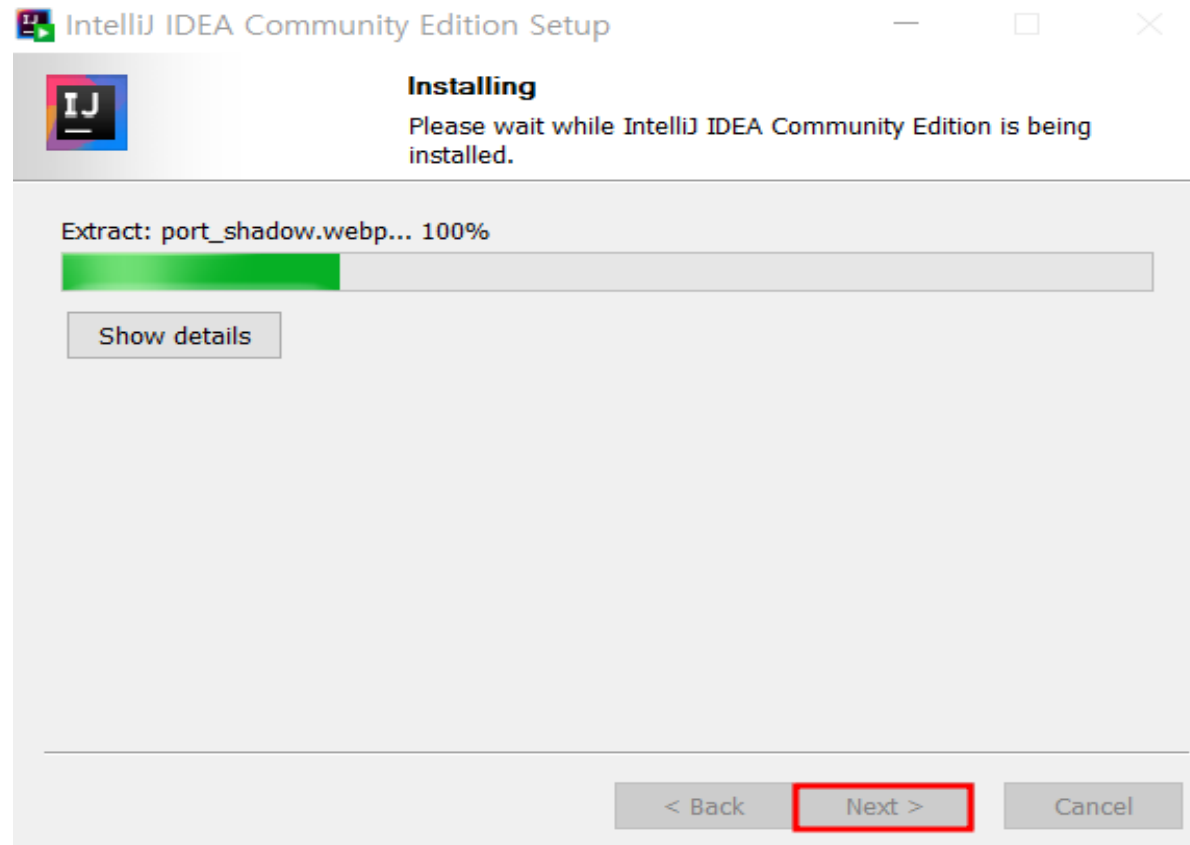 IntelliJ IDEA Community Edition Setup
IJ
Installing
Please wait while IntelliJ IDEA Community Edition is being
installed.
Extract: port_shadow.webp... 100%
Show details
< Back
Next >
Cancel